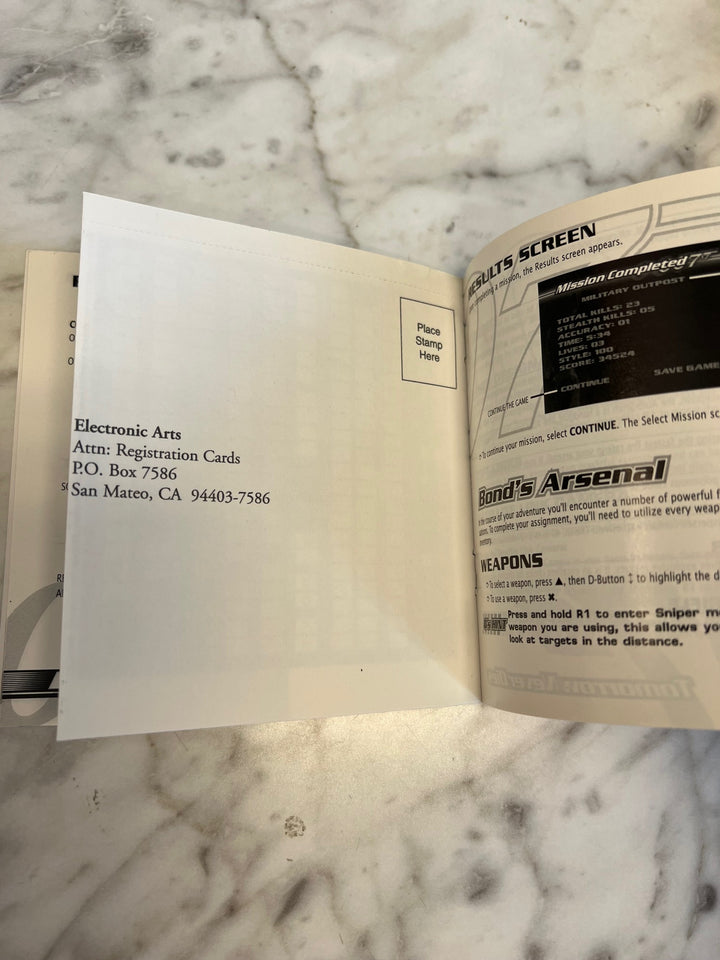 Place
Stamp
Here
Electronic Arts
Attn: Registration Cards
P.O. Box 7586
San Mateo, CA 94403-7586
RESULTS SCREEN
completing a mission, the Results screen appears.
Mission Completed
MILITARY OUTPOST
TOTAL KILLS: 23
STEALTH KILLS: 05
ACCURACY: 01
TIME: 5:34
LIVES: 03
STYLE: 100
SCORE: 34524
SAVE GAME
CONTINUE
CONTINUE THE GAME
To continue your mission, select CONTINUE. The Select Mission
Bond's Arsenal
the course of your adventure you'll encounter a number of powerful
To complete your assignment, you'll need to utilize every
WEAPONS
To select a weapon, press ▲, then D-Button ↕ to highlight the
To use a weapon, press ✖.
Press and hold R1 to enter Sniper
weapon you are using, this allows
look at targets in the distance.